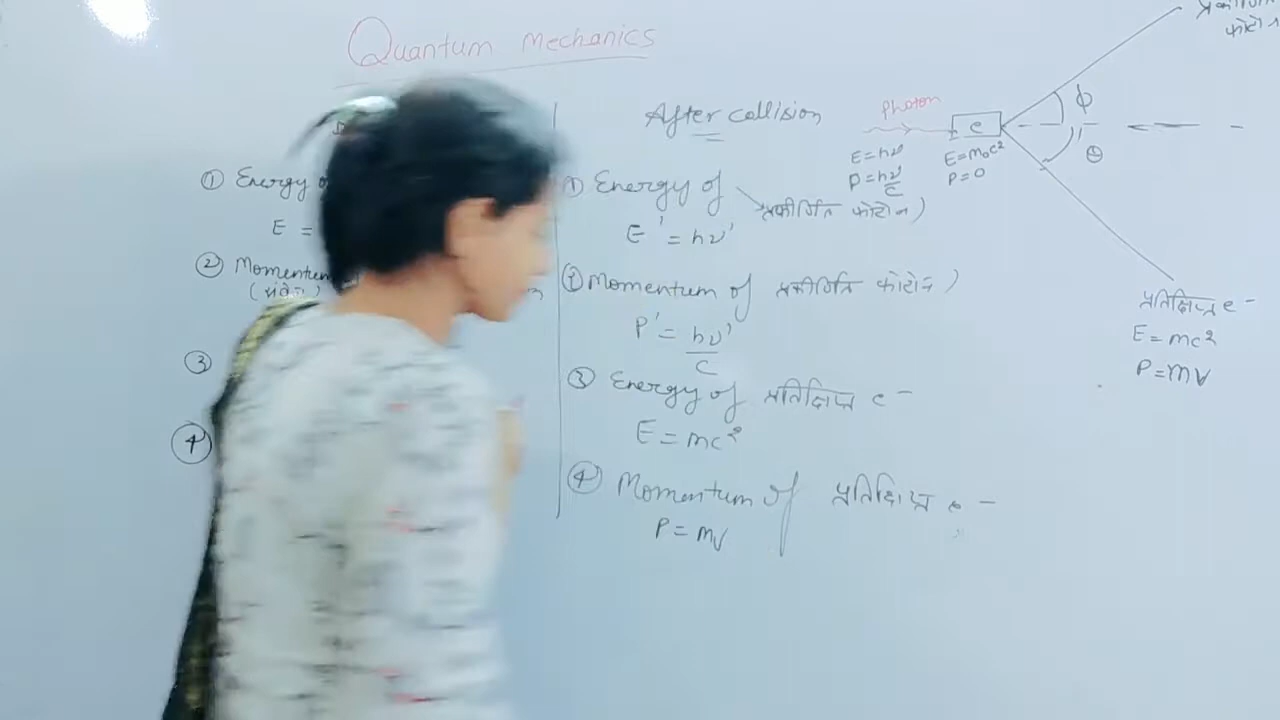 Quantum Mechanics
① Energy o
E =
② Momentum
③
④
After collision
① Energy of प्रकीर्णित फोटोन)
E' = hν'
② Momentum of प्रकीर्णित फोटोन)
P' = hν'/c
③ Energy of प्रतिक्षिप्त e-
E = mc²
④ Momentum of प्रतिक्षिप्त e-
P = mv
Photon
e
E=hν
P=hν/c
E=m₀c²
P=0
ϕ
θ
प्रतिक्षिप्त e-
E = mc²
P = mv